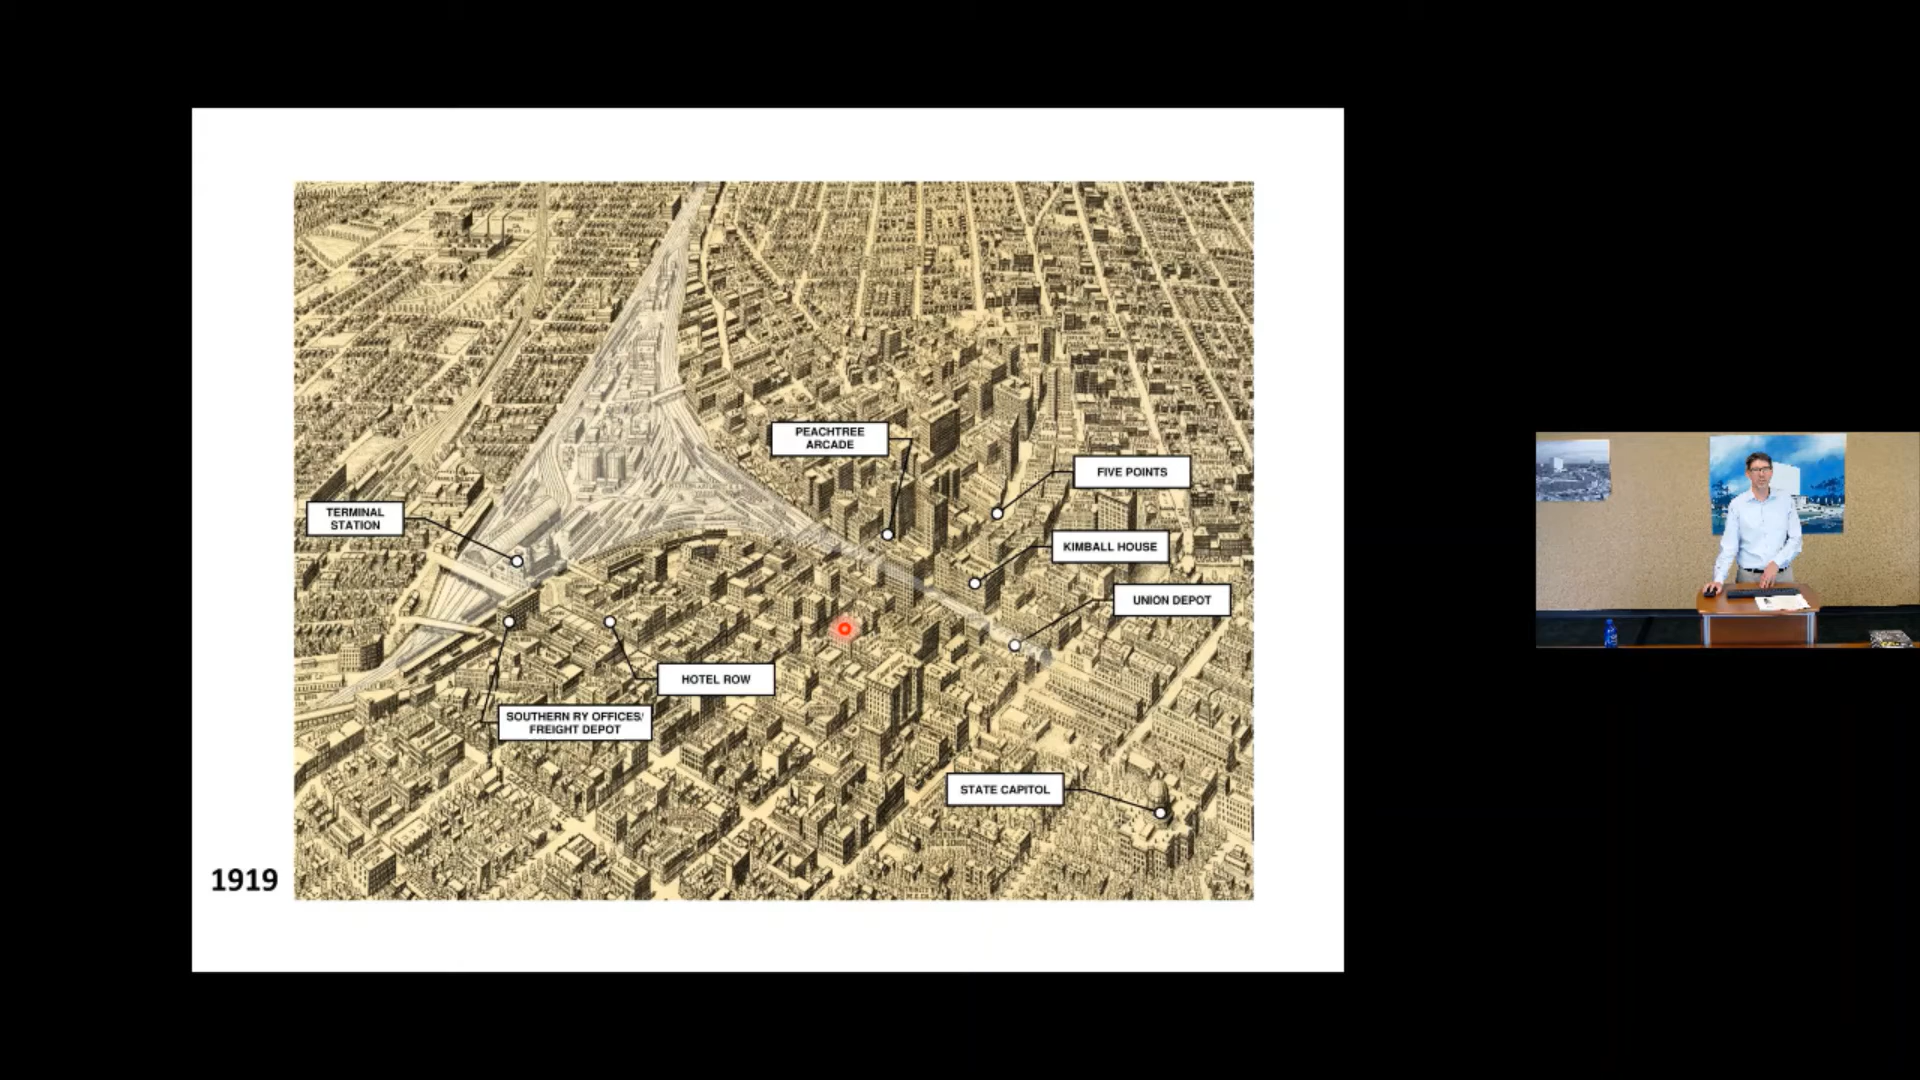 PEACHTREE
ARCADE
FIVE POINTS
TERMINAL
STATION
KIMBALL HOUSE
UNION DEPOT
HOTEL ROW
SOUTHERN RY OFFICES/
FREIGHT DEPOT
STATE CAPITOL
1919